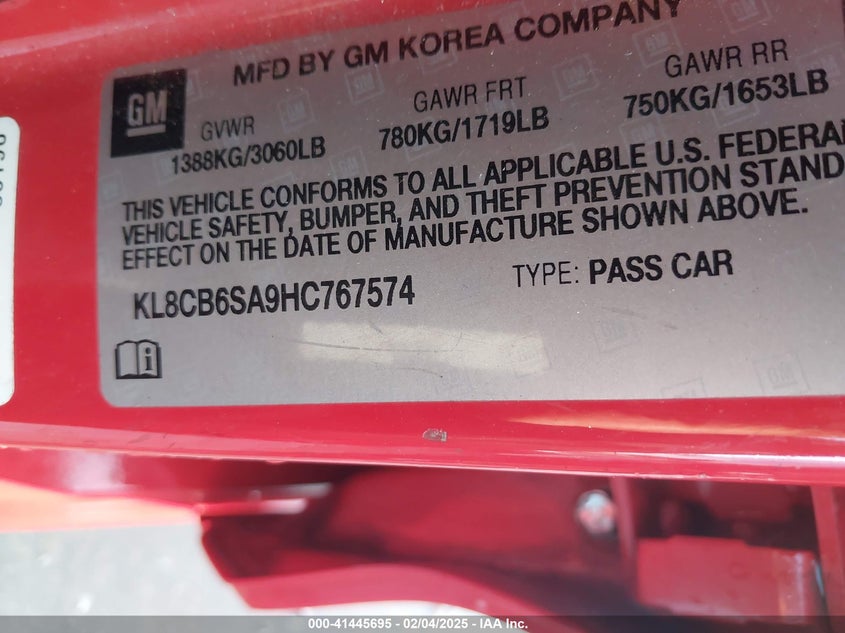 MFD BY GM KOREA COMPANY
GM
GVWR
1388KG/3060LB
GAWR FRT
780KG/1719LB
GAWR RR
750KG/1653LB
THIS VEHICLE CONFORMS TO ALL APPLICABLE U.S. FEDERAL
VEHICLE SAFETY, BUMPER, AND THEFT PREVENTION STAND
EFFECT ON THE DATE OF MANUFACTURE SHOWN ABOVE.
KL8CB6SA9HC767574
TYPE: PASS CAR
000-41445695 - 02/04/2025 - IAA Inc.